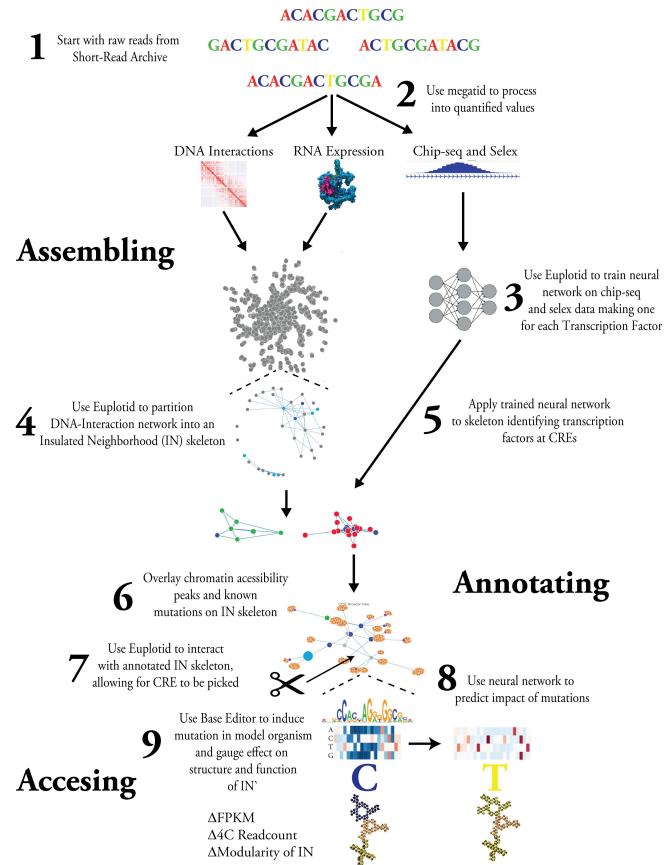 ACACGACTGCG
1
Start with raw reads from
Short-Read Archive
GACTGCGATAC
ACTGCGATACG
ACACGACTGCGA
2
Use megatid to process
into quantified values
DNA Interactions
RNA Expression
Chip-seq and Selex
Assembling
3
Use Euplotid to train neural
network on chip-seq
and selex data making one
for each Transcription Factor
4
Use Euplotid to partition
DNA-Interaction network into an
Insulated Neighborhood (IN) skeleton
5
Apply trained neural network
to skeleton identifying transcription
factors at CREs
6
Overlay chromatin acessibility
peaks and known
mutations on IN skeleton
Annotating
7
Use Euplotid to interact
with annotated IN skeleton,
allowing for CRE to be picked
8
Use neural network to
predict impact of mutations
9
Use Base Editor to induce
mutation in model organism
and gauge effect on
structure and function
of IN`
A
C
T
G
Accesing
C
T
ΔFPKM
Δ4C Readcount
ΔModularity of IN